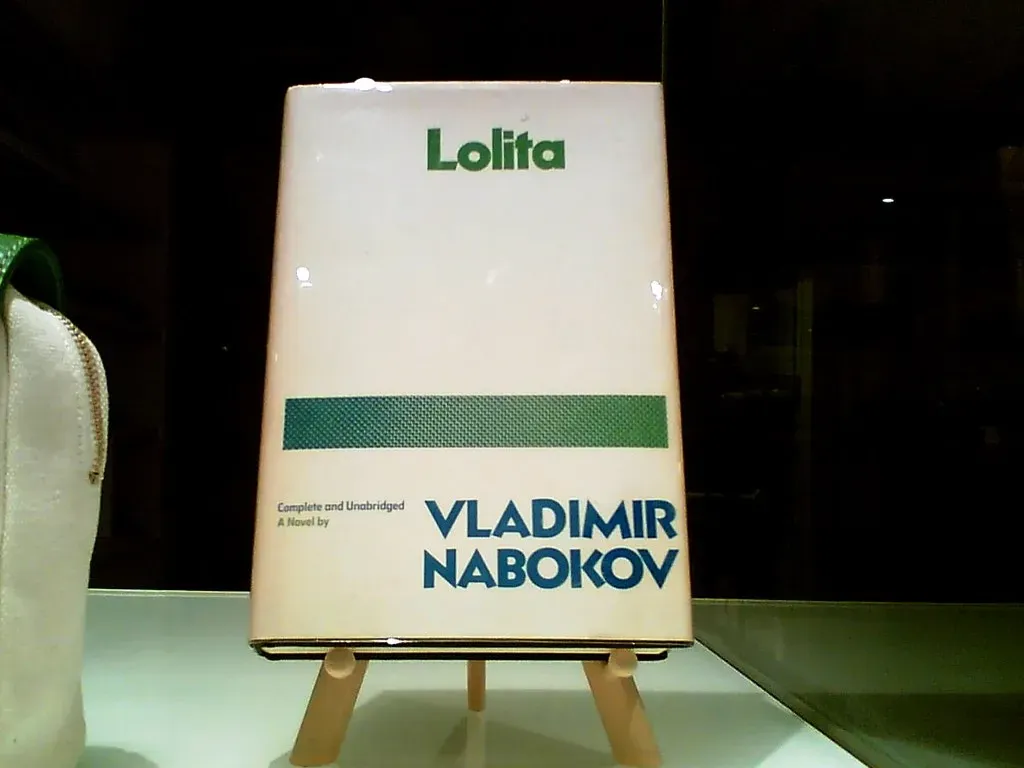 Lolita
Complete and Unabridged
A Novel by
VLADIMIR
NABOKOV